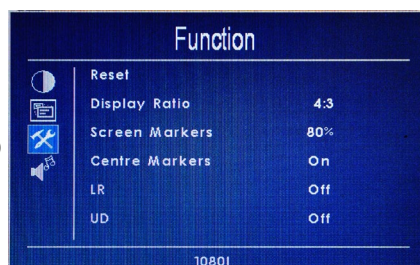 Function
Reset
Display Ratio 4:3
Screen Markers 80%
Centre Markers On
LR Off
UD Off
1080I